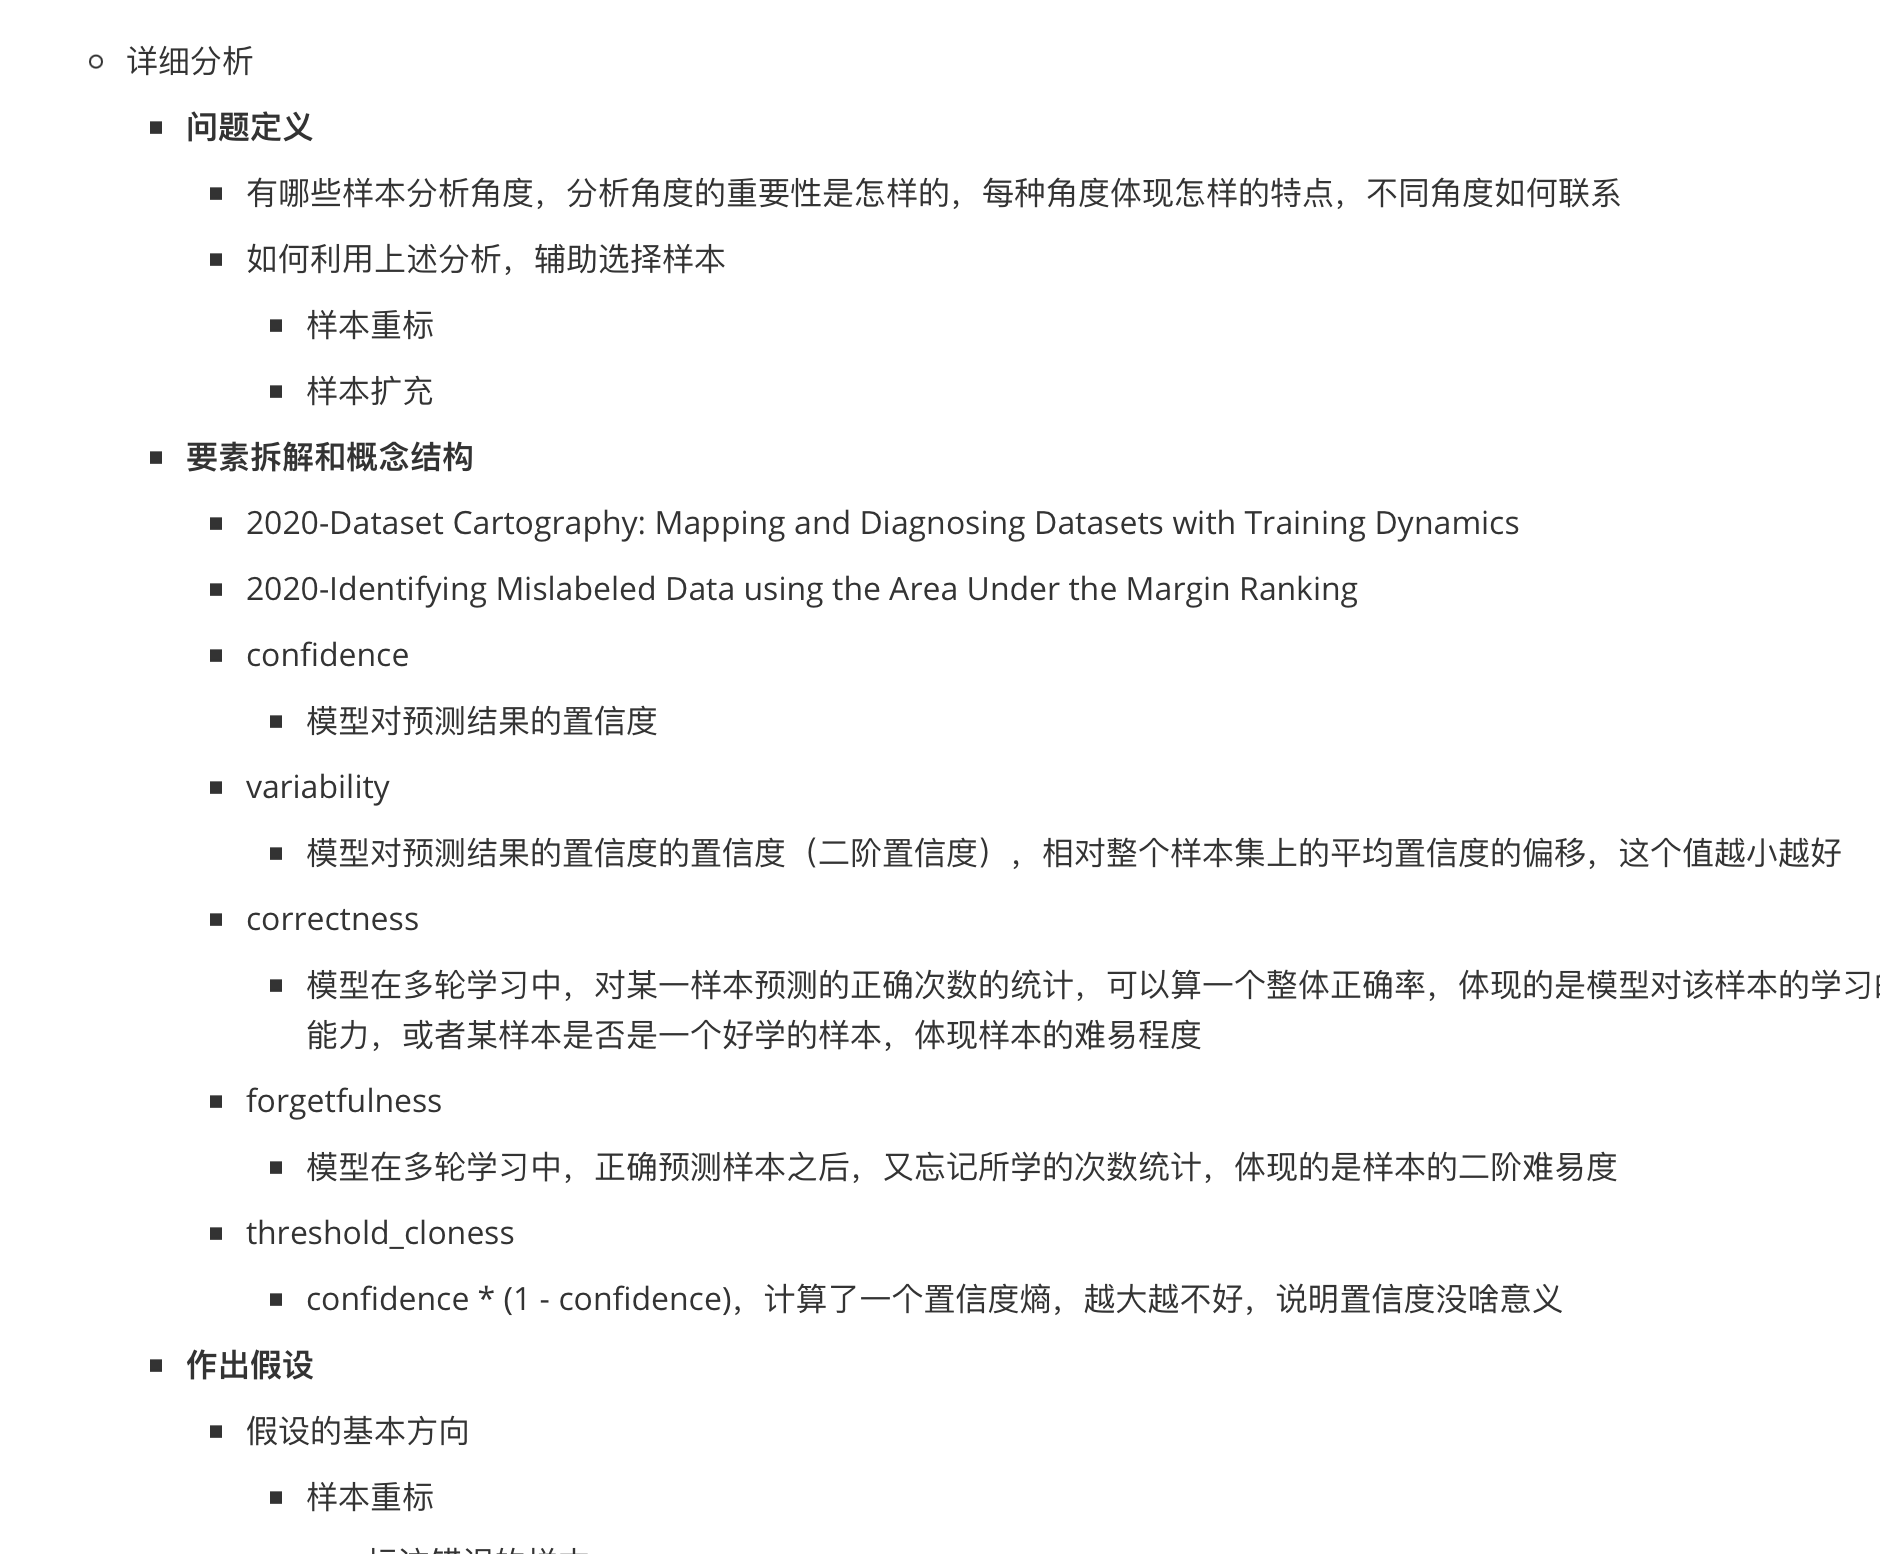 详细分析
问题定义
有哪些样本分析角度，分析角度的重要性是怎样的，每种角度体现怎样的特点，不同角度如何联系
如何利用上述分析，辅助选择样本
样本重标
样本扩充
要素拆解和概念结构
2020-Dataset Cartography: Mapping and Diagnosing Datasets with Training Dynamics
2020-Identifying Mislabeled Data using the Area Under the Margin Ranking
confidence
模型对预测结果的置信度
variability
模型对预测结果的置信度的置信度（二阶置信度），相对整个样本集上的平均置信度的偏移，这个值越小越好
correctness
模型在多轮学习中，对某一样本预测的正确次数的统计，可以算一个整体正确率，体现的是模型对该样本的学习
能力，或者某样本是否是一个好学的样本，体现样本的难易程度
forgetfulness
模型在多轮学习中，正确预测样本之后，又忘记所学的次数统计，体现的是样本的二阶难易度
threshold_cloness
confidence * (1 - confidence)，计算了一个置信度熵，越大越不好，说明置信度没啥意义
作出假设
假设的基本方向
样本重标